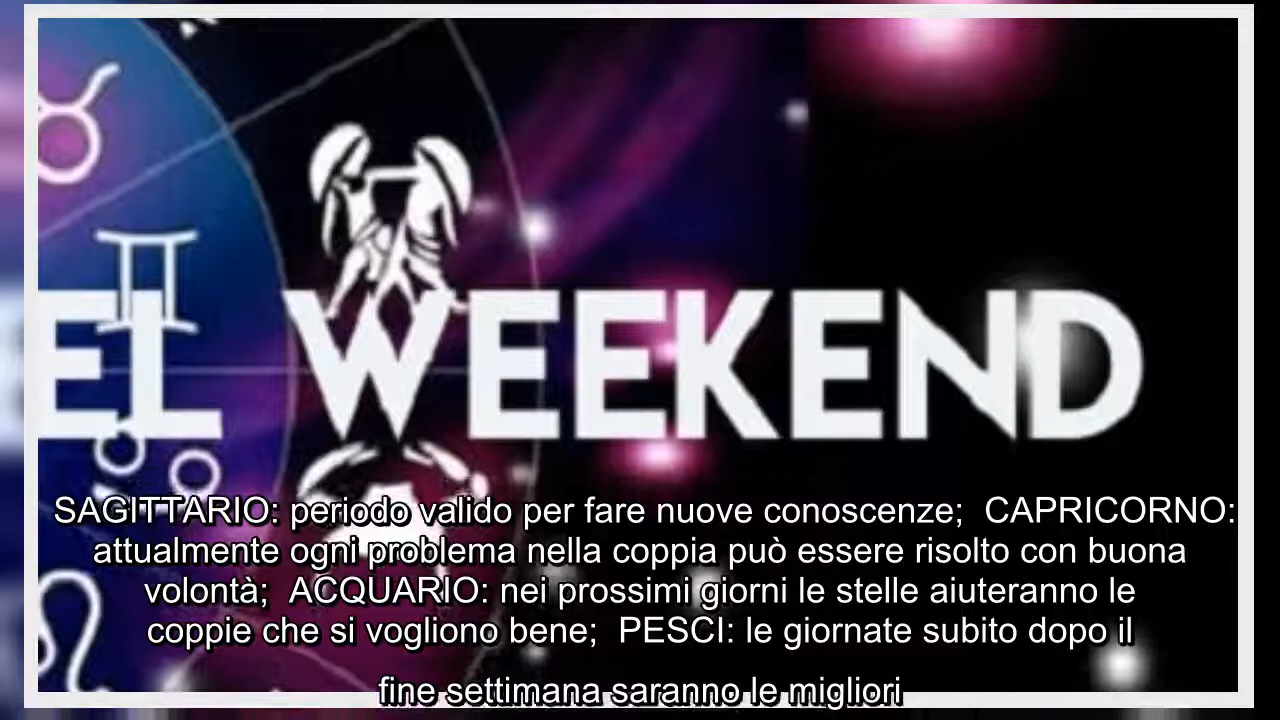 EL WEEKEND
SAGITTARIO: periodo valido per fare nuove conoscenze; CAPRICORNO:
attualmente ogni problema nella coppia può essere risolto con buona
volontà; ACQUARIO: nei prossimi giorni le stelle aiuteranno le
coppie che si vogliono bene; PESCI: le giornate subito dopo il
fine settimana saranno le migliori